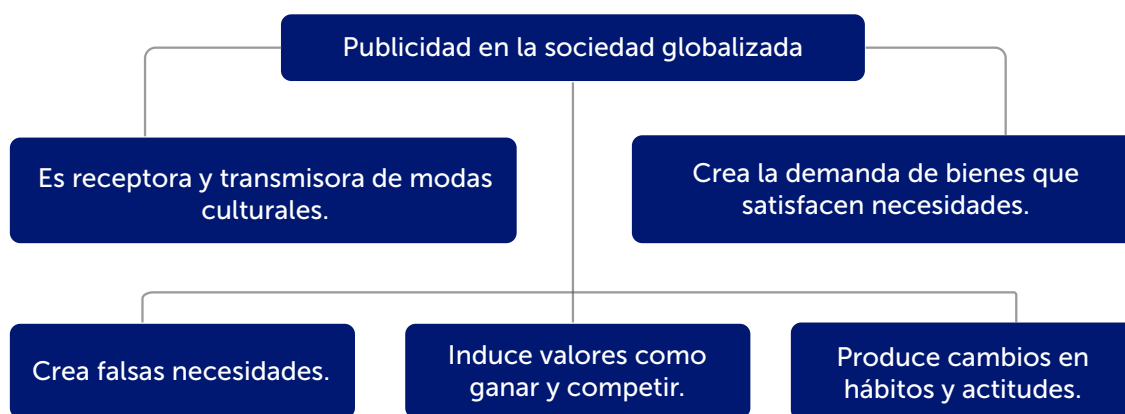 Publicidad en la sociedad globalizada
Es receptora y transmisora de modas
culturales.
Crea la demanda de bienes que
satisfacen necesidades.
Crea falsas necesidades.
Induce valores como
ganar y competir.
Produce cambios en
hábitos y actitudes.